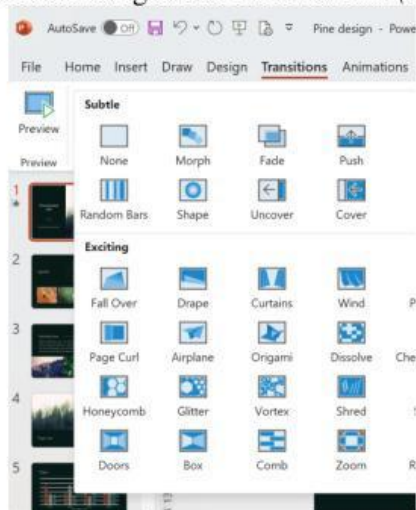 AutoSave Off Pine design - Powe
File Home Insert Draw Design Transitions Animations
Preview
Preview
Subtle
None Morph Fade Push
Random Bars Shape Uncover Cover
Exciting
Fall Over Drape Curtains Wind P
Page Curl Airplane Origami Dissolve Che
Honeycomb Glitter Vortex Shred
Doors Box Comb Zoom R
1
2
3
4
5